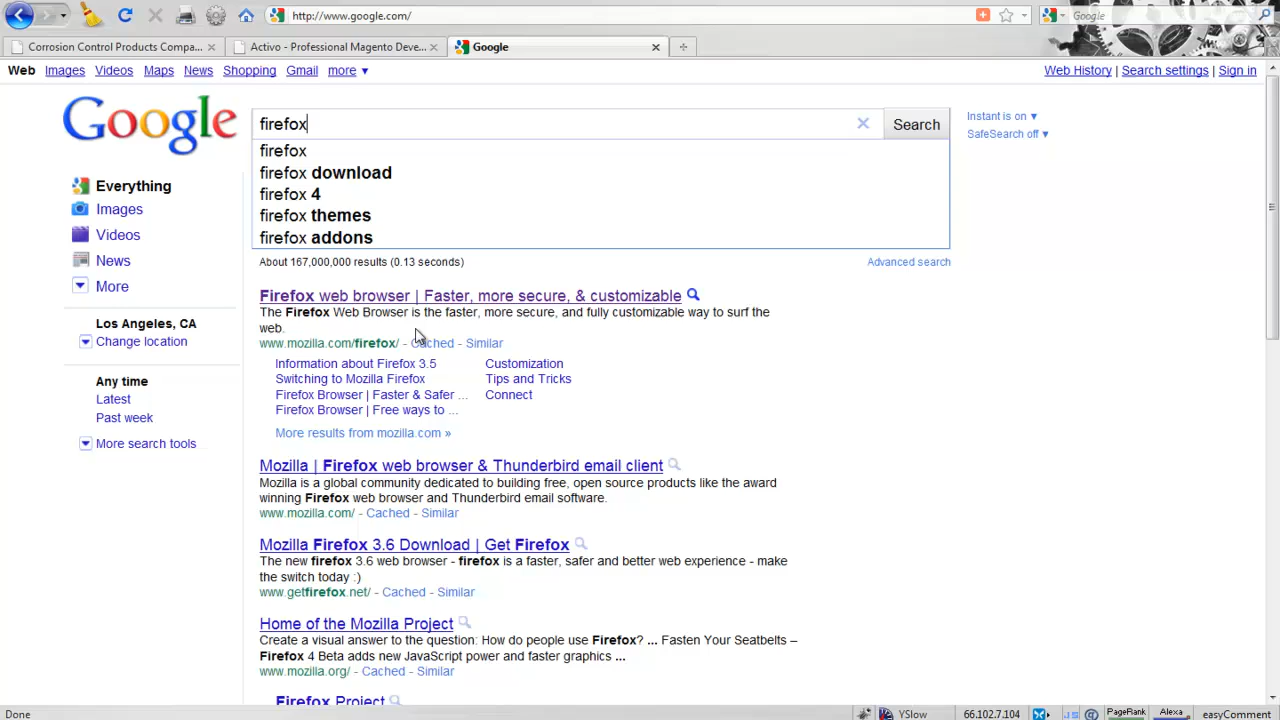 http://www.google.com/
Google
Corrosion Control Products Compa...
Activo - Professional Magento Deve...
Google
Web Images Videos Maps News Shopping Gmail more ▼
Web History | Search settings | Sign in
Google
firefox
Search
Instant is on ▼
SafeSearch off ▼
firefox
firefox download
firefox 4
firefox themes
firefox addons
Everything
Images
Videos
News
More
Los Angeles, CA
Change location
Any time
Latest
Past week
More search tools
About 167,000,000 results (0.13 seconds)
Advanced search
Firefox web browser | Faster, more secure, & customizable
The Firefox Web Browser is the faster, more secure, and fully customizable way to surf the
web.
www.mozilla.com/firefox/ - Cached - Similar
Information about Firefox 3.5
Customization
Switching to Mozilla Firefox
Tips and Tricks
Firefox Browser | Faster & Safer ...
Connect
Firefox Browser | Free ways to ...
More results from mozilla.com »
Mozilla | Firefox web browser & Thunderbird email client
Mozilla is a global community dedicated to building free, open source products like the award
winning Firefox web browser and Thunderbird email software.
www.mozilla.com/ - Cached - Similar
Mozilla Firefox 3.6 Download | Get Firefox
The new firefox 3.6 web browser - firefox is a faster, safer and better web experience - make
the switch today :)
www.getfirefox.net/ - Cached - Similar
Home of the Mozilla Project
Create a visual answer to the question: How do people use Firefox? ... Fasten Your Seatbelts –
Firefox 4 Beta adds new JavaScript power and faster graphics ...
www.mozilla.org/ - Cached - Similar
Firefox Project
Done
YSlow
66.102.7.104
JS
PageRank
Alexa
easyComment